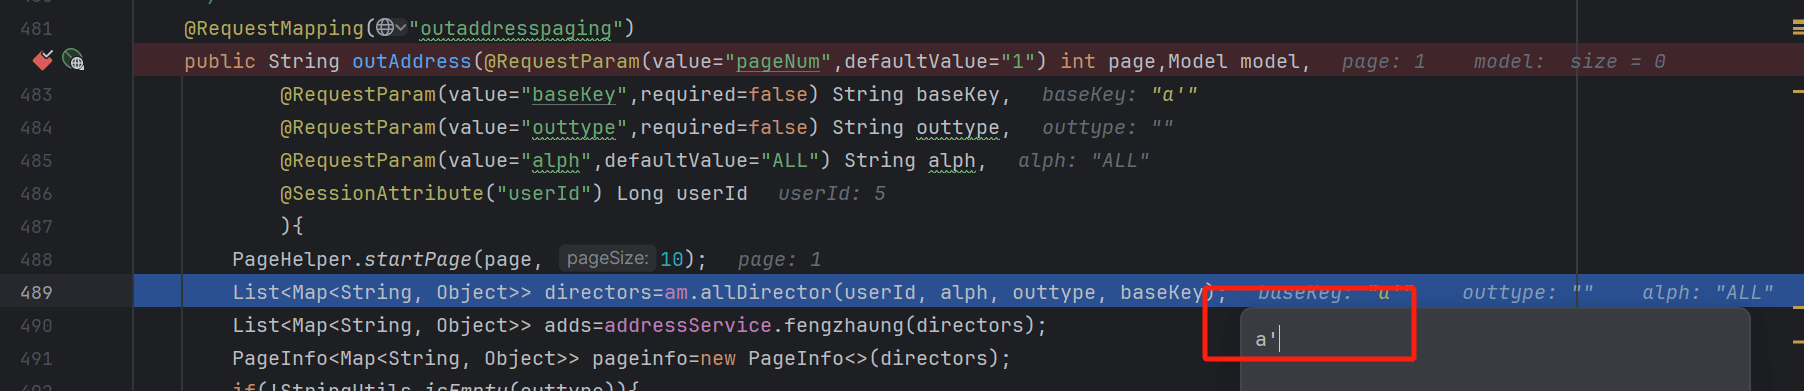 481 @RequestMapping("outaddresspaging")
public String outAddress(@RequestParam(value="pageNum",defaultValue="1") int page,Model model, page: 1 model: size = 0
483 @RequestParam(value="baseKey",required=false) String baseKey, baseKey: "a'"
484 @RequestParam(value="outtype",required=false) String outtype, outtype: ""
485 @RequestParam(value="alph",defaultValue="ALL") String alph, alph: "ALL"
486 @SessionAttribute("userId") Long userId userId: 5
487 ){
488 PageHelper.startPage(page, pageSize: 10); page: 1
489 List<Map<String, Object>> directors=am.allDirector(userId, alph, outtype, baseKey); baseKey: "a'" outtype: "" alph: "ALL"
a'
490 List<Map<String, Object>> adds=addressService.fengzhaung(directors);
491 PageInfo<Map<String, Object>> pageinfo=new PageInfo<>(directors);
if(!StringUtils.isEmpty(outtype)){